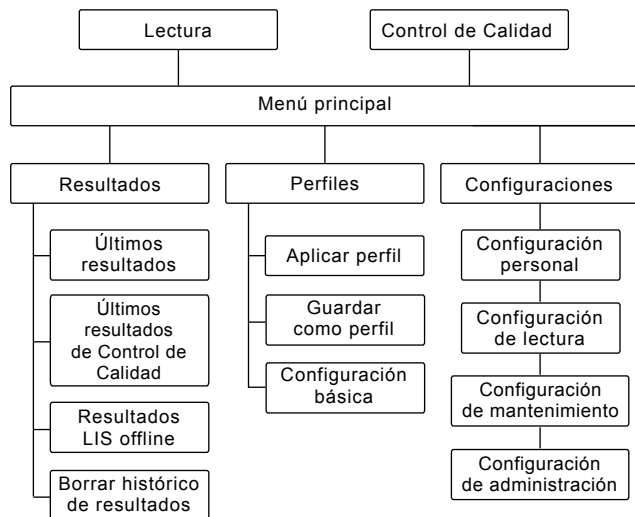 Lectura
Control de Calidad
Menú principal
Resultados
Últimos
resultados
Últimos
resultados
de Control de
Calidad
Resultados
LIS offline
Borrar histórico
de resultados
Perfiles
Aplicar perfil
Guardar
como perfil
Configuración
básica
Configuraciones
Configuración
personal
Configuración
de lectura
Configuración
de mantenimiento
Configuración
de administración